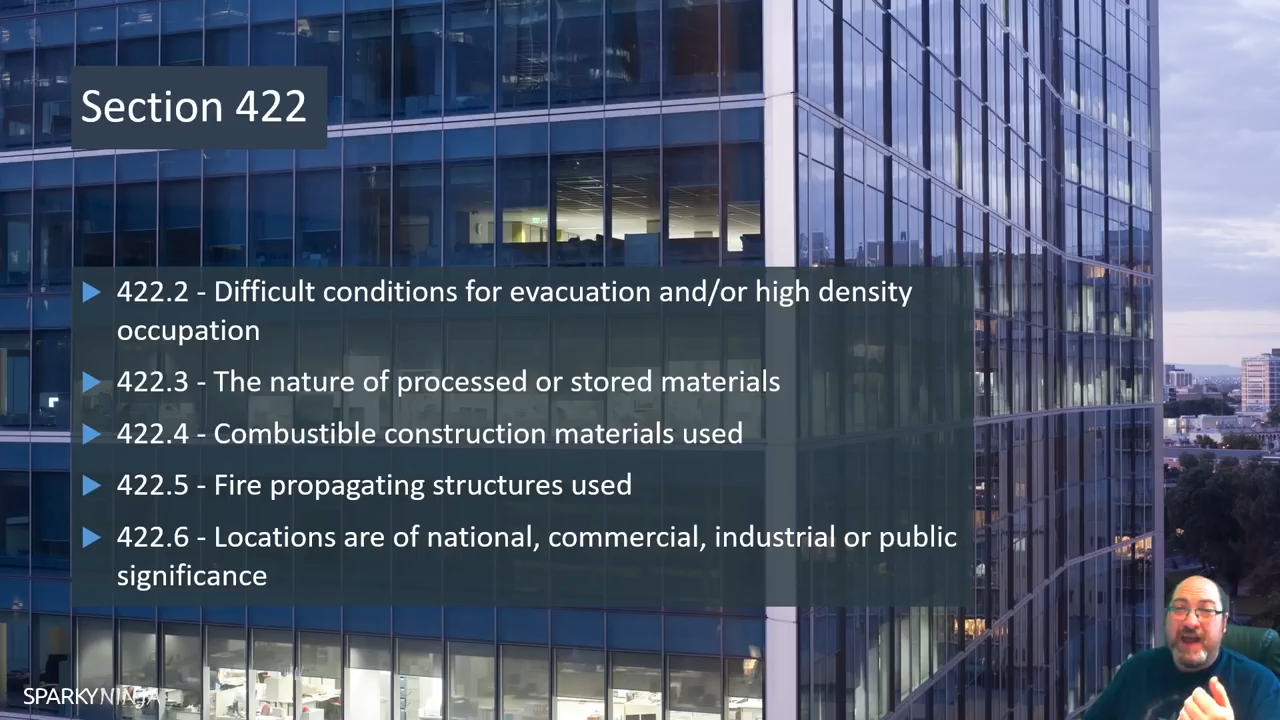 Section 422
422.2 - Difficult conditions for evacuation and/or high density
occupation
422.3 - The nature of processed or stored materials
422.4 - Combustible construction materials used
422.5 - Fire propagating structures used
422.6 - Locations are of national, commercial, industrial or public
significance
SPARKYNINJA